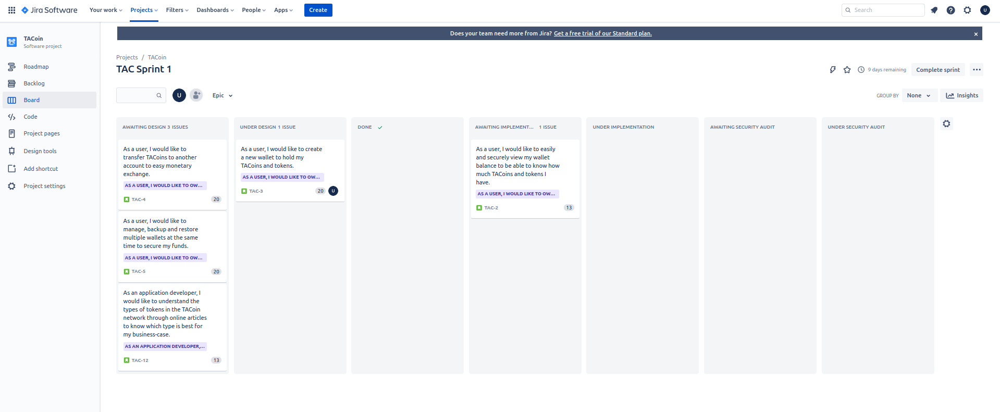 Jira Software Your work Projects Filters Dashboards People Apps Create Search U
Does your team need more from Jira? Get a free trial of our Standard plan.
TACoin
Software project
Roadmap
Backlog
Board
Code
Project pages
Design tools
Add shortcut
Project settings
Projects / TACoin
TAC Sprint 1
9 days remaining Complete sprint
U Epic
GROUP BY None Insights
AWAITING DESIGN 3 ISSUES
As a user, I would like to
transfer TACoins to another
account to easy monetary
exchange.
AS A USER, I WOULD LIKE TO OW...
TAC-4 20
As a user, I would like to
manage, backup and restore
multiple wallets at the same
time to secure my funds.
AS A USER, I WOULD LIKE TO OW...
TAC-5 20
As an application developer, I
would like to understand the
types of tokens in the TACoin
network through online articles
to know which type is best for
my business-case.
AS AN APPLICATION DEVELOPER,...
TAC-12 13
UNDER DESIGN 1 ISSUE
As a user, I would like to create
a new wallet to hold my
TACoins and tokens.
AS A USER, I WOULD LIKE TO OW...
TAC-3 20 U
DONE
AWAITING IMPLEMENT... 1 ISSUE
As a user, I would like to easily
and securely view my wallet
balance to be able to know how
much TACoins and tokens I
have.
AS A USER, I WOULD LIKE TO OW...
TAC-2 13
UNDER IMPLEMENTATION
AWAITING SECURITY AUDIT
UNDER SECURITY AUDIT